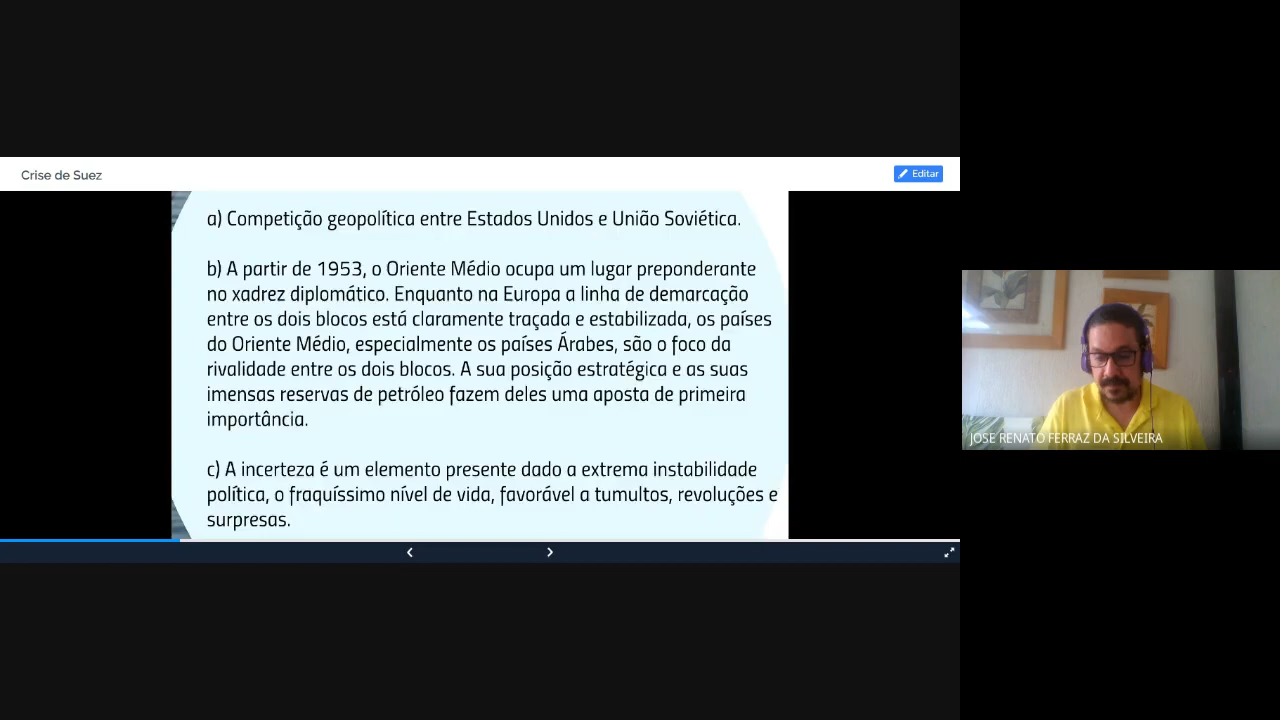 Crise de Suez
Editar
a) Competição geopolítica entre Estados Unidos e União Soviética.
b) A partir de 1953, o Oriente Médio ocupa um lugar preponderante
no xadrez diplomático. Enquanto na Europa a linha de demarcação
entre os dois blocos está claramente traçada e estabilizada, os países
do Oriente Médio, especialmente os países Árabes, são o foco da
rivalidade entre os dois blocos. A sua posição estratégica e as suas
imensas reservas de petróleo fazem deles uma aposta de primeira
importância.
c) A incerteza é um elemento presente dado a extrema instabilidade
política, o fraquíssimo nível de vida, favorável a tumultos, revoluções e
surpresas.
JOSE RENATO FERRAZ DA SILVEIRA